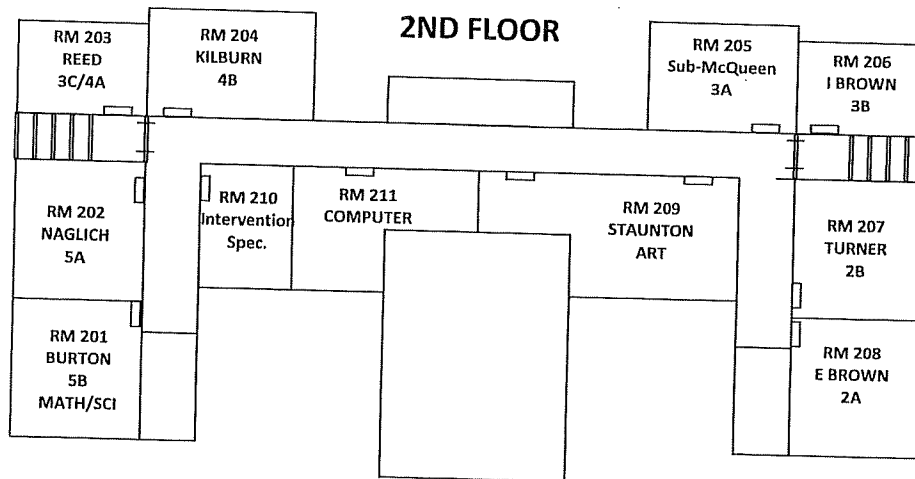 2ND FLOOR
RM 203
REED
3C/4A
RM 204
KILBURN
4B
RM 205
Sub-McQueen
3A
RM 206
I BROWN
3B
RM 202
NAGLICH
5A
RM 210
Intervention
Spec.
RM 211
COMPUTER
RM 209
STAUNTON
ART
RM 207
TURNER
2B
RM 201
BURTON
5B
MATH/SCI
RM 208
E BROWN
2A